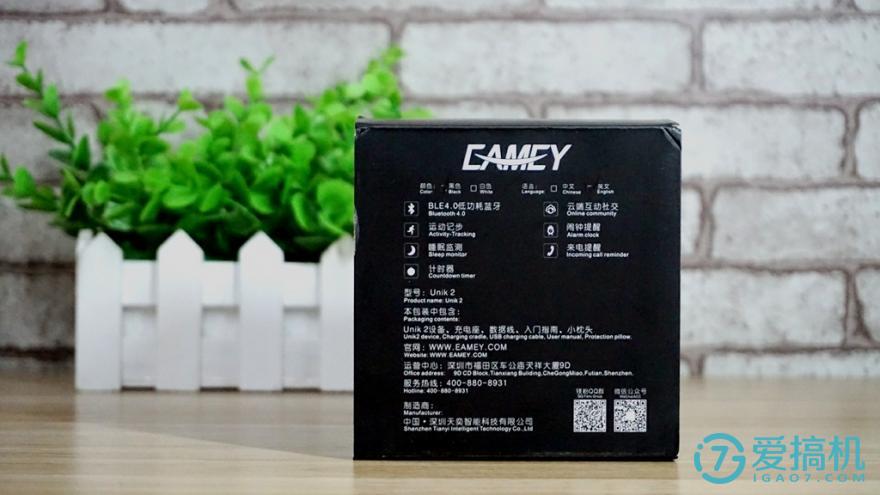 EAMEY
颜色: 黑色 白色 语言: 中文 英文
Color: Black White Language: Chinese English
BLE4.0低功耗蓝牙 云端互动社交
Bluetooth 4.0 Online community
运动记步 闹钟提醒
Activity-Tracking Alarm clock
睡眠监测 来电提醒
Sleep monitor Incoming call reminder
计时器
Countdown timer
型号: Unik 2
Product name: Unik 2
本包装中包含:
Packaging contents:
Unik 2设备、充电座、数据线、入门指南、小枕头
Unik2 device, Charging cradle, USB charging cable, User manual, Protection pillow.
官网: WWW.EAMEY.COM
Website: WWW.EAMEY.COM
运营中心: 深圳市福田区车公庙天祥大厦9D
Office address: 9D CD Block,Tianxiang Building,CheGongMiao,Futian,Shenzhen.
服务热线: 400-880-8931
Hotline: 400-880-8931
QQ群 微信公众号
制造商:
Manufacturer:
中国·深圳天奕智能科技有限公司
Shenzhen Tianyi Intelligent Technology Co.,Ltd
爱搞机
IGAO7.COM